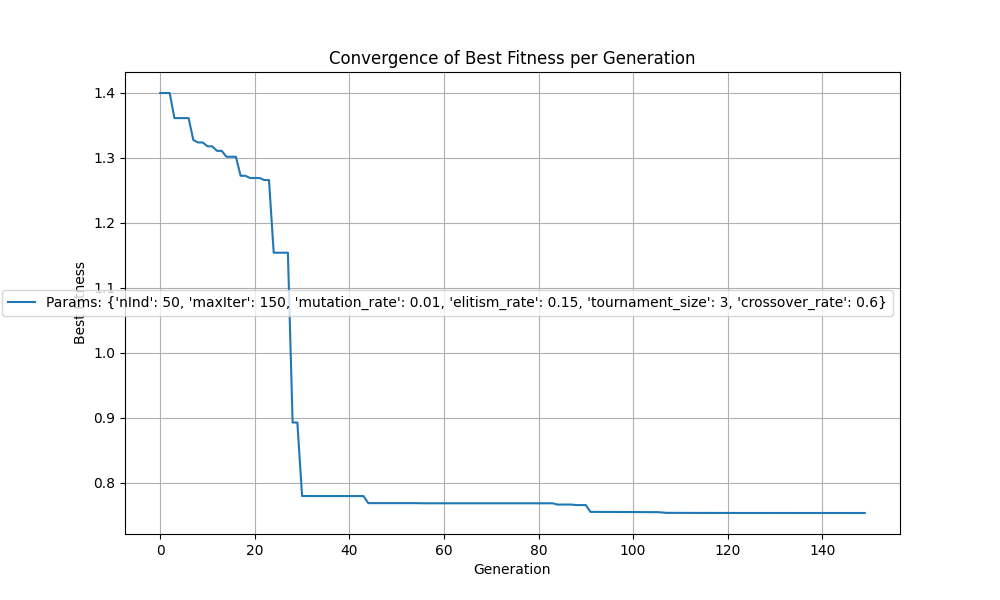 Convergence of Best Fitness per Generation
1.4
1.3
1.2
1.1
1.0
0.9
0.8
Best
Params: {'nInd': 50, 'maxIter': 150, 'mutation_rate': 0.01, 'elitism_rate': 0.15, 'tournament_size': 3, 'crossover_rate': 0.6}
0 20 40 60 80 100 120 140
Generation